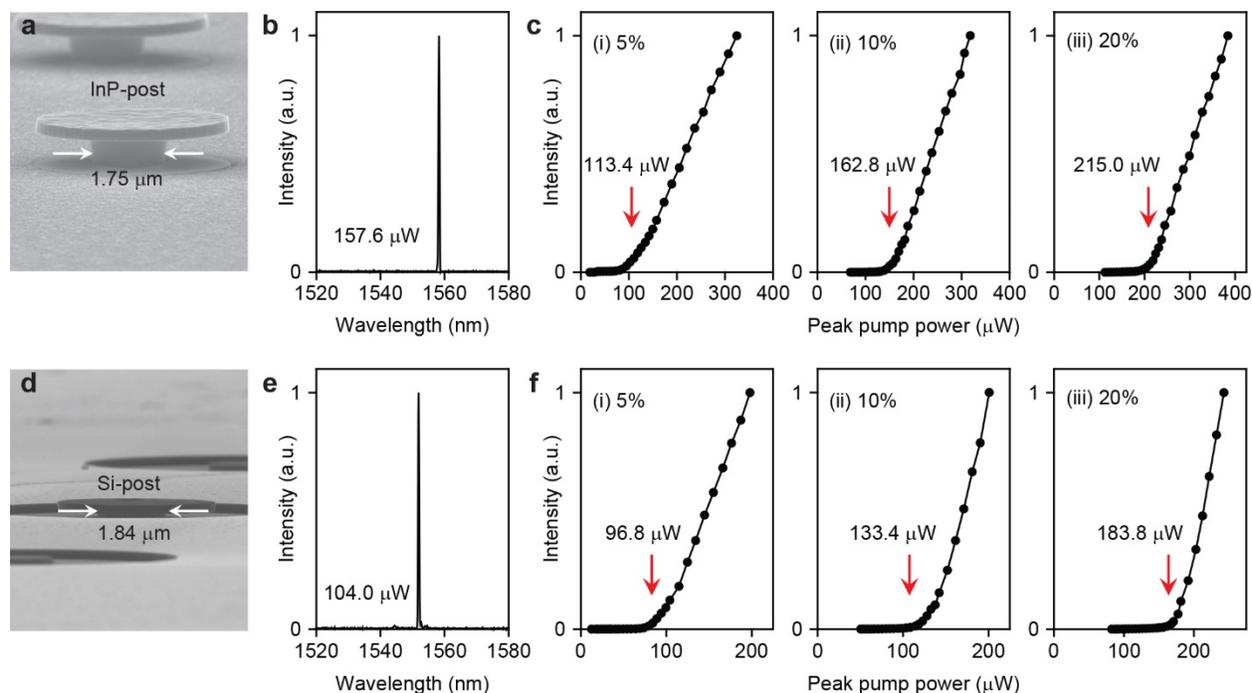 a
InP-post
1.75 μm
b
Intensity (a.u.)
1
0
157.6 μW
1520 1540 1560 1580
Wavelength (nm)
c
Intensity (a.u.)
1
0
(i) 5%
113.4 μW
0 100 200 300 400
1
0
(ii) 10%
162.8 μW
0 100 200 300 400
Peak pump power (μW)
1
0
(iii) 20%
215.0 μW
0 100 200 300 400
d
Si-post
1.84 μm
e
Intensity (a.u.)
1
0
104.0 μW
1520 1540 1560 1580
Wavelength (nm)
f
Intensity (a.u.)
1
0
(i) 5%
96.8 μW
0 100 200
1
0
(ii) 10%
133.4 μW
0 100 200
Peak pump power (μW)
1
0
(iii) 20%
183.8 μW
0 100 200